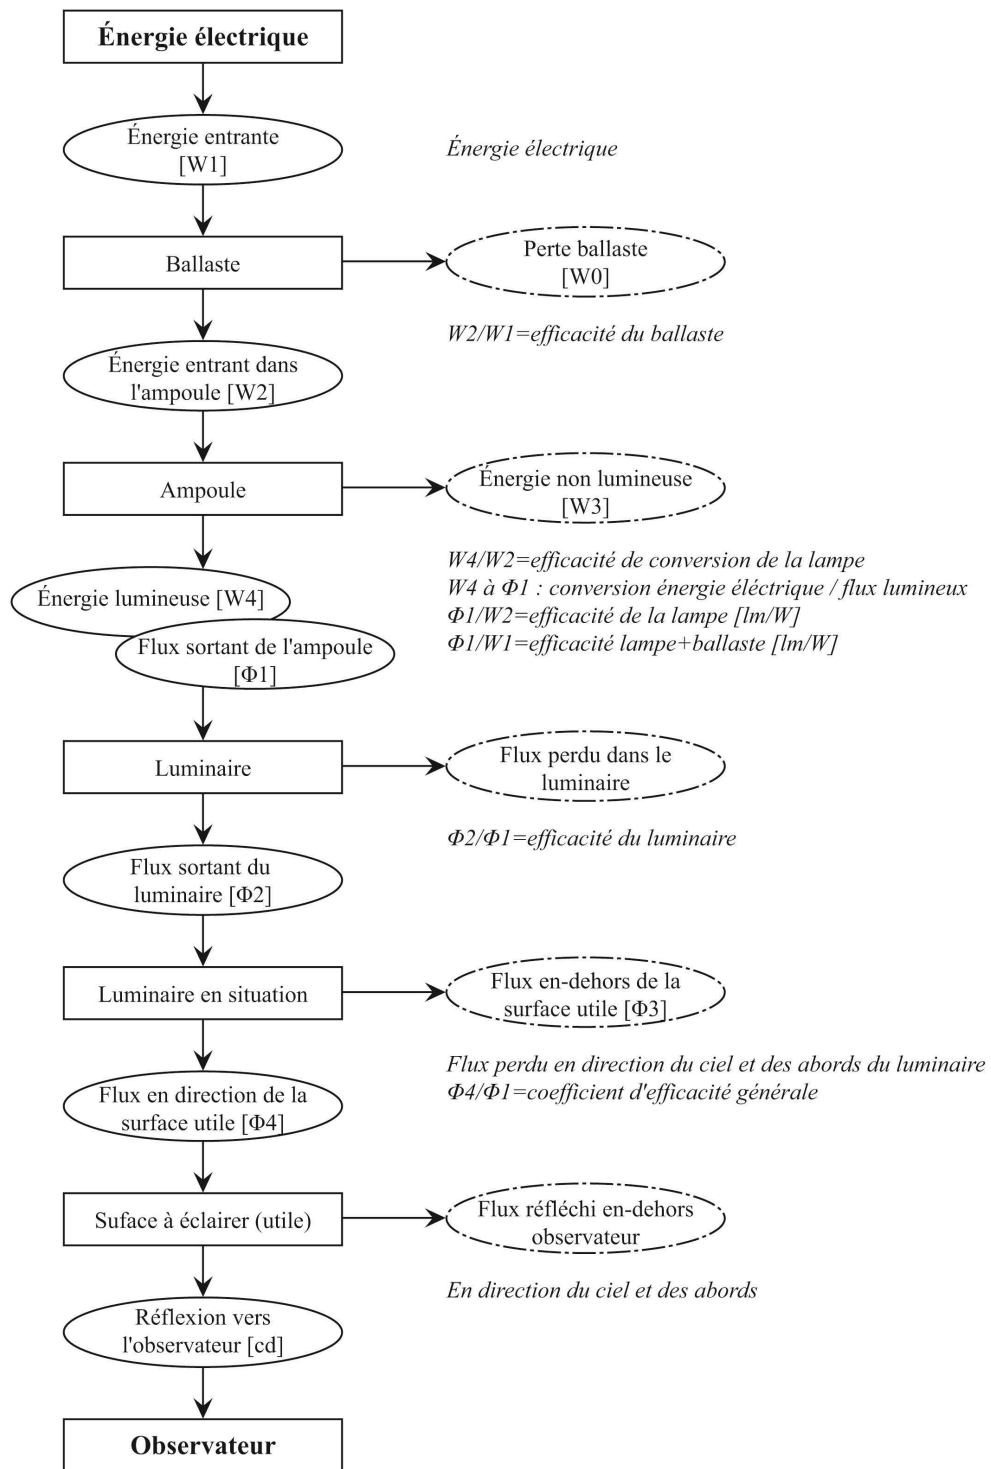 Énergie électrique
Énergie entrante
[W1]
Énergie électrique
Ballaste
Perte ballaste
[W0]
W2/W1=efficacité du ballaste
Énergie entrant dans
l'ampoule [W2]
Ampoule
Énergie non lumineuse
[W3]
W4/W2=efficacité de conversion de la lampe
W4 à Φ1 : conversion énergie éléctrique / flux lumineux
Φ1/W2=efficacité de la lampe [lm/W]
Φ1/W1=efficacité lampe+ballaste [lm/W]
Énergie lumineuse [W4]
Flux sortant de l'ampoule
[Φ1]
Luminaire
Flux perdu dans le
luminaire
Φ2/Φ1=efficacité du luminaire
Flux sortant du
luminaire [Φ2]
Luminaire en situation
Flux en-dehors de la
surface utile [Φ3]
Flux perdu en direction du ciel et des abords du luminaire
Φ4/Φ1=coefficient d'efficacité générale
Flux en direction de la
surface utile [Φ4]
Suface à éclairer (utile)
Flux réfléchi en-dehors
observateur
En direction du ciel et des abords
Réflexion vers
l'observateur [cd]
Observateur